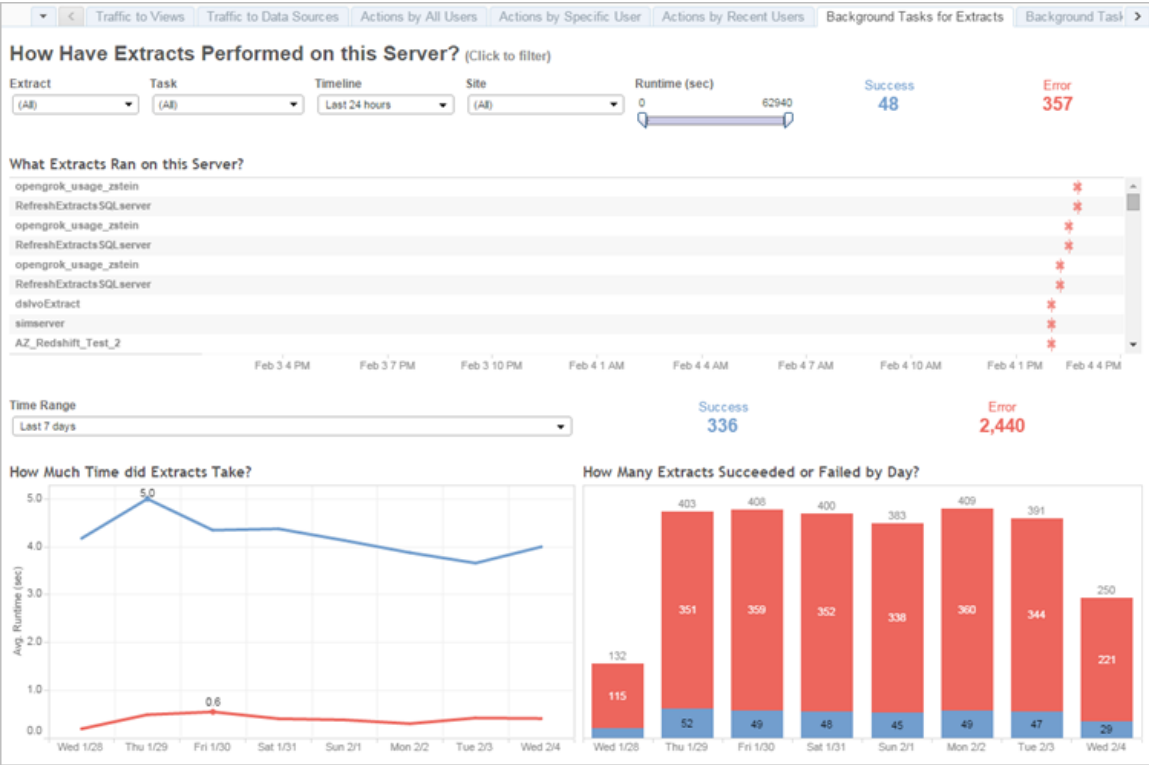 Traffic to Views Traffic to Data Sources Actions by All Users Actions by Specific User Actions by Recent Users Background Tasks for Extracts Background Task
How Have Extracts Performed on this Server? (Click to filter)
Extract Task Timeline Site Runtime (sec) Success Error
(All) (All) Last 24 hours (All) 0 62940 48 357
What Extracts Ran on this Server?
opengrok_usage_zstein
RefreshExtractsSQLserver
opengrok_usage_zstein
RefreshExtractsSQLserver
opengrok_usage_zstein
RefreshExtractsSQLserver
dslvoExtract
simserver
AZ_Redshift_Test_2
Feb 3 4 PM Feb 3 7 PM Feb 3 10 PM Feb 4 1 AM Feb 4 4 AM Feb 4 7 AM Feb 4 10 AM Feb 4 1 PM Feb 4 4 PM
Time Range Success Error
Last 7 days 336 2,440
How Much Time did Extracts Take?
Avg. Runtime (sec)
5.0
4.0
3.0
2.0
1.0
0.0
5.0
0.6
Wed 1/28 Thu 1/29 Fri 1/30 Sat 1/31 Sun 2/1 Mon 2/2 Tue 2/3 Wed 2/4
How Many Extracts Succeeded or Failed by Day?
132 403 408 400 383 409 391 250
115 351 359 352 338 360 344 221
52 49 48 45 49 47 29
Wed 1/28 Thu 1/29 Fri 1/30 Sat 1/31 Sun 2/1 Mon 2/2 Tue 2/3 Wed 2/4